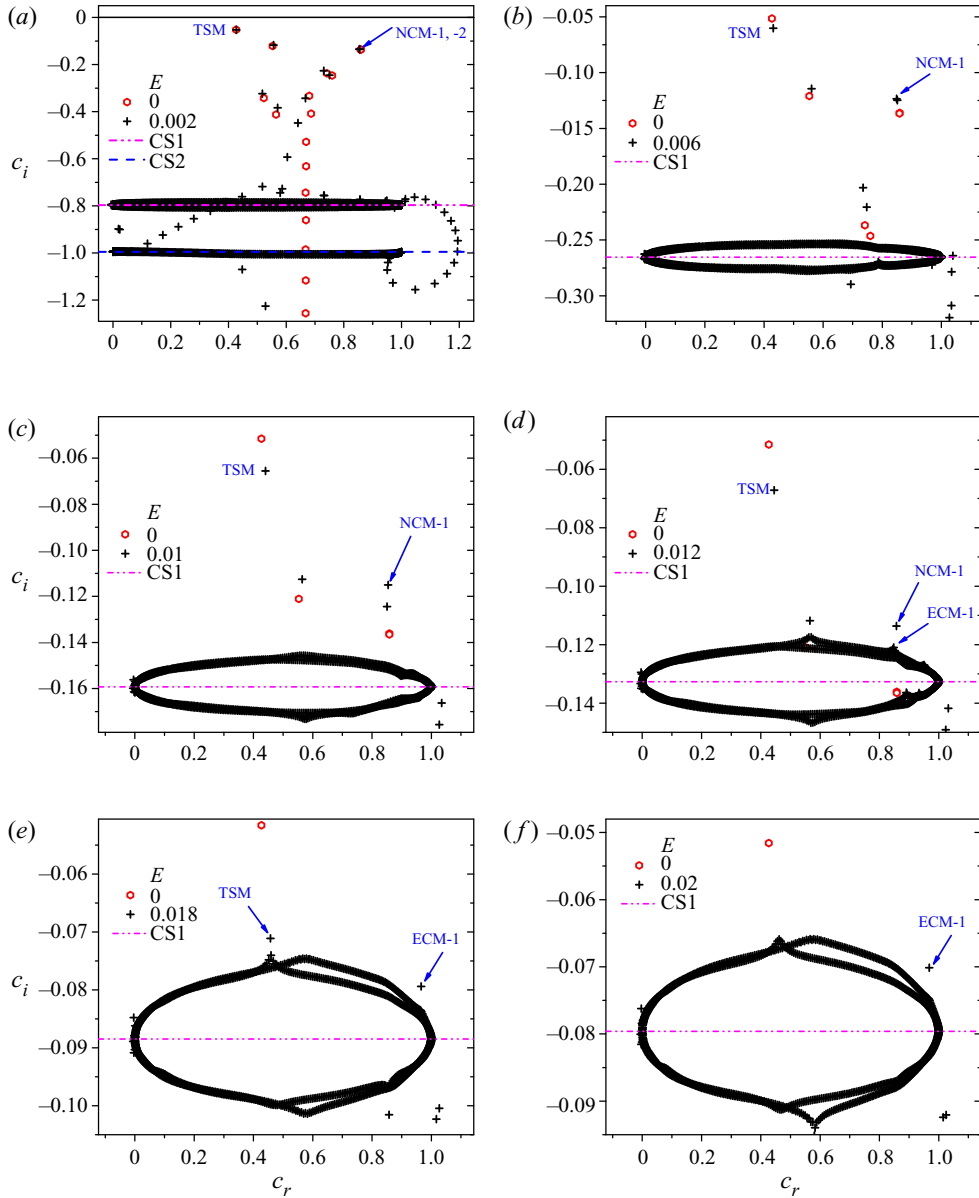 (a)
0
−0.2
−0.4
−0.6
−0.8
−1.0
−1.2
c_i
TSM
NCM-1, -2
E
0
0.002
CS1
CS2
0 0.2 0.4 0.6 0.8 1.0 1.2
(b)
−0.05
−0.10
−015
−0.20
−0.25
−0.30
TSM
NCM-1
E
0
0.006
CS1
0 0.2 0.4 0.6 0.8 1.0
(c)
−0.06
−0.08
−0.10
−0.12
−0.14
−0.16
c_i
TSM
NCM-1
E
0
0.01
CS1
0 0.2 0.4 0.6 0.8 1.0
(d)
−0.06
−0.08
−0.10
−0.12
−0.14
TSM
NCM-1
ECM-1
E
0
0.012
CS1
0 0.2 0.4 0.6 0.8 1.0
(e)
−0.06
−0.07
−0.08
−0.09
−0.10
c_i
TSM
ECM-1
E
0
0.018
CS1
0 0.2 0.4 0.6 0.8 1.0
c_r
(f)
−0.05
−0.06
−0.07
−0.08
−0.09
ECM-1
E
0
0.02
CS1
0 0.2 0.4 0.6 0.8 1.0
c_r